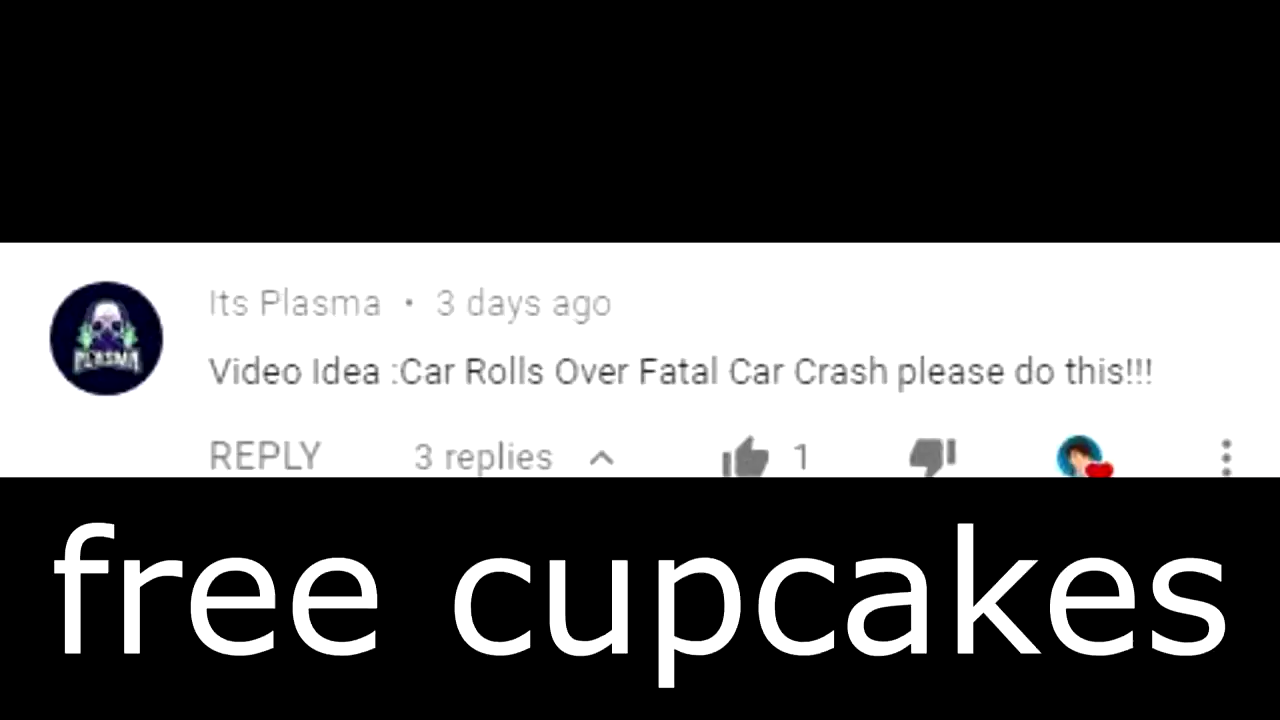 Its Plasma • 3 days ago
PLASMA
Video Idea :Car Rolls Over Fatal Car Crash please do this!!!
REPLY 3 replies 1
free cupcakes